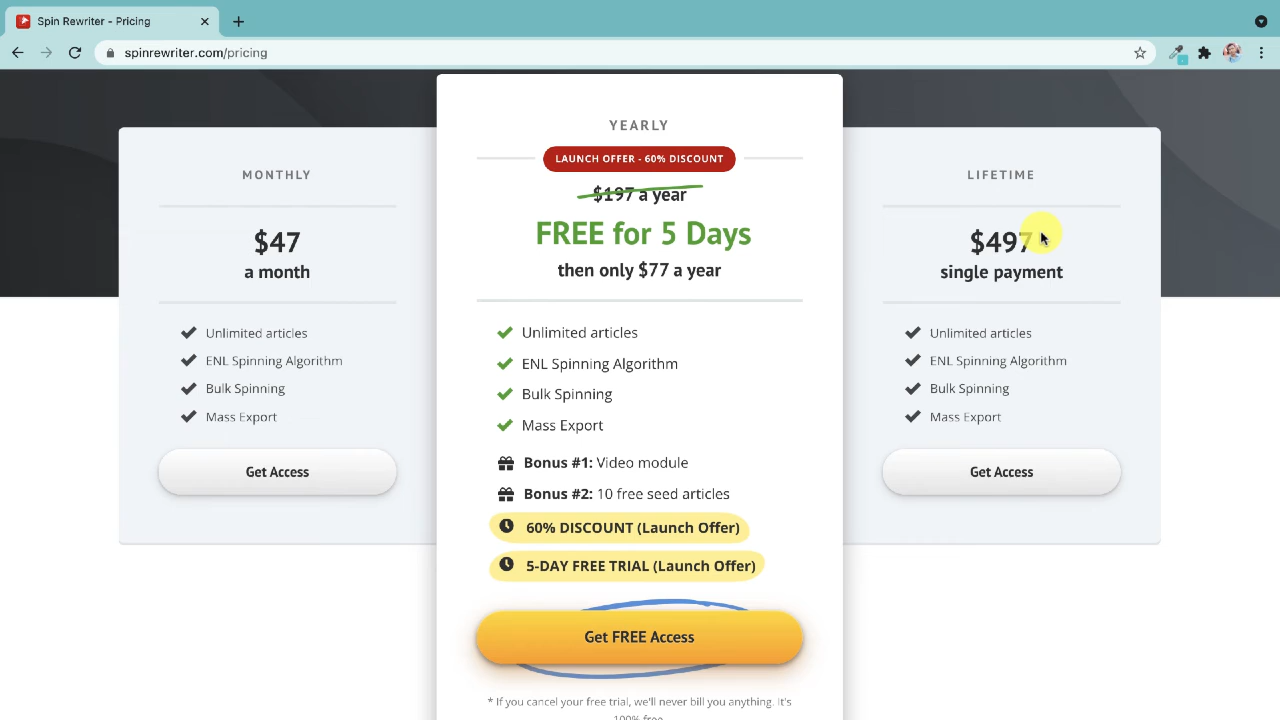 Spin Rewriter - Pricing
spinrewriter.com/pricing
MONTHLY
$47
a month
Unlimited articles
ENL Spinning Algorithm
Bulk Spinning
Mass Export
Get Access
YEARLY
LAUNCH OFFER - 60% DISCOUNT
$197 a year
FREE for 5 Days
then only $77 a year
Unlimited articles
ENL Spinning Algorithm
Bulk Spinning
Mass Export
Bonus #1: Video module
Bonus #2: 10 free seed articles
60% DISCOUNT (Launch Offer)
5-DAY FREE TRIAL (Launch Offer)
Get FREE Access
* If you cancel your free trial, we'll never bill you anything. It's
100% free.
LIFETIME
$497
single payment
Unlimited articles
ENL Spinning Algorithm
Bulk Spinning
Mass Export
Get Access